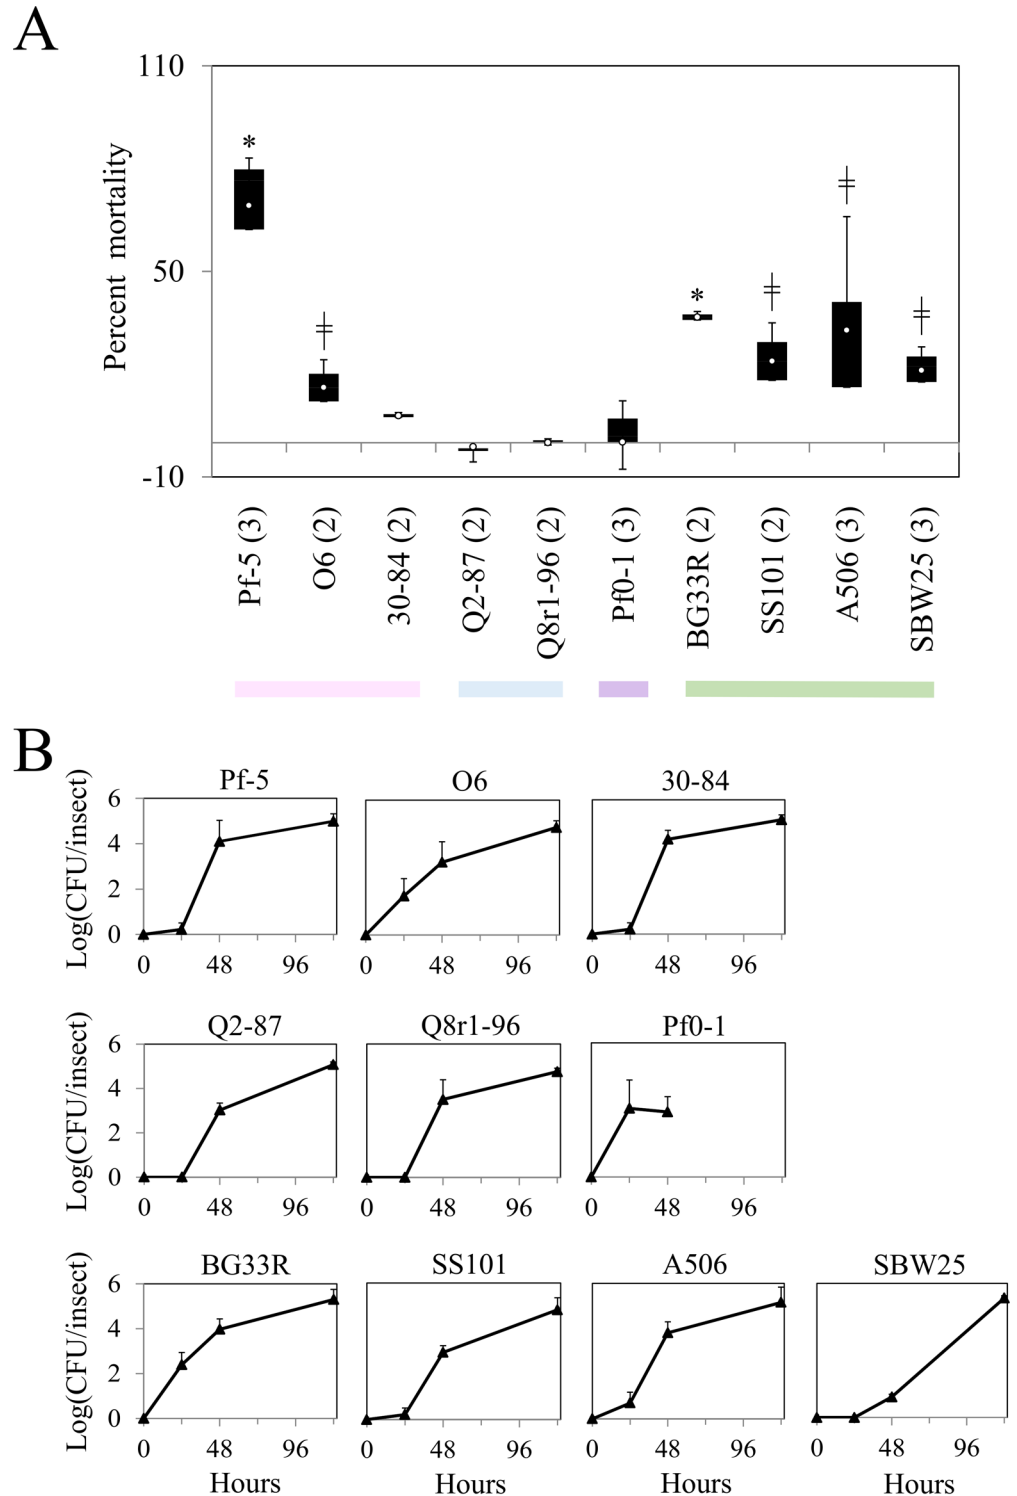 A
110
50
-10
Percent mortality
*
ǂ
*
ǂ
ǂ
ǂ
Pf-5 (3)
O6 (2)
30-84 (2)
Q2-87 (2)
Q8r1-96 (2)
Pf0-1 (3)
BG33R (2)
SS101 (2)
A506 (3)
SBW25 (3)
B
Pf-5 O6 30-84
Log(CFU/insect)
6
4
2
0
0 48 96 0 48 96 0 48 96
Q2-87 Q8r1-96 Pf0-1
Log(CFU/insect)
6
4
2
0
0 48 96 0 48 96 0 48 96
BG33R SS101 A506 SBW25
Log(CFU/insect)
6
4
2
0
0 48 96 0 48 96 0 48 96 0 48 96
Hours Hours Hours Hours